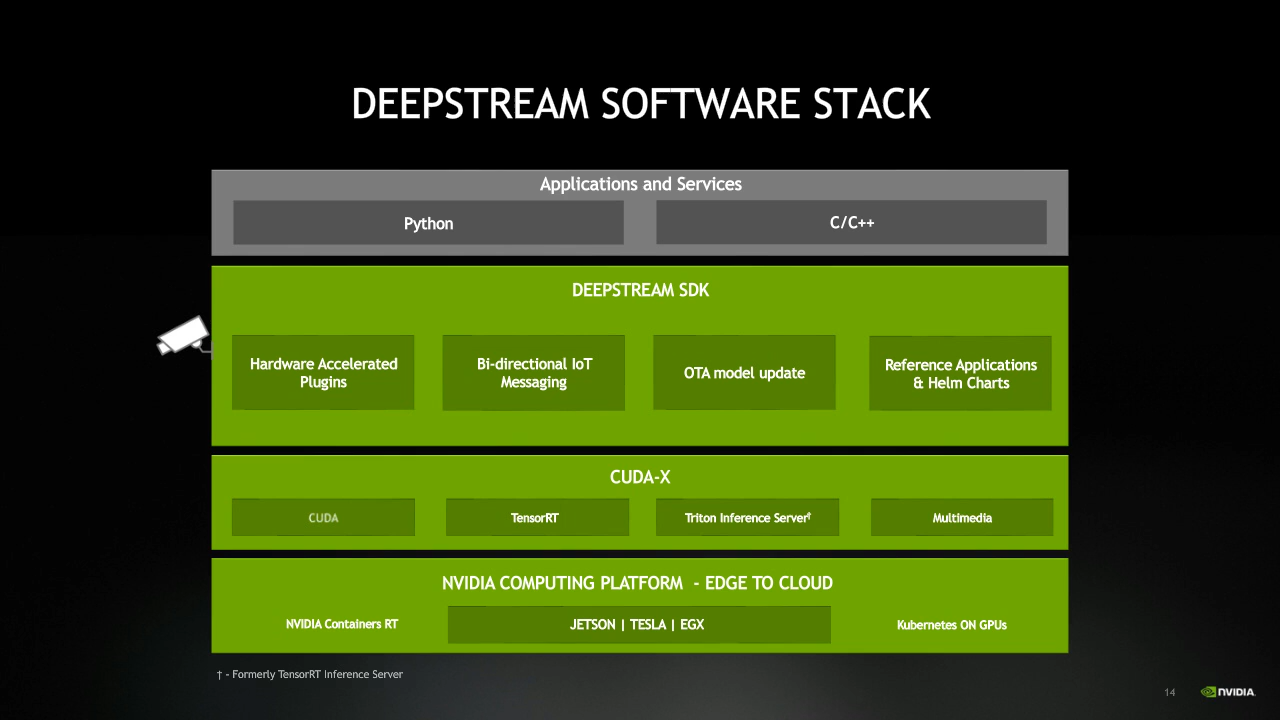 DEEPSTREAM SOFTWARE STACK
Applications and Services
Python
C/C++
DEEPSTREAM SDK
Hardware Accelerated
Plugins
Bi-directional IoT
Messaging
OTA model update
Reference Applications
& Helm Charts
CUDA-X
CUDA
TensorRT
Triton Inference Server†
Multimedia
NVIDIA COMPUTING PLATFORM - EDGE TO CLOUD
NVIDIA Containers RT
JETSON | TESLA | EGX
Kubernetes ON GPUs
† - Formerly TensorRT Inference Server
14
NVIDIA.